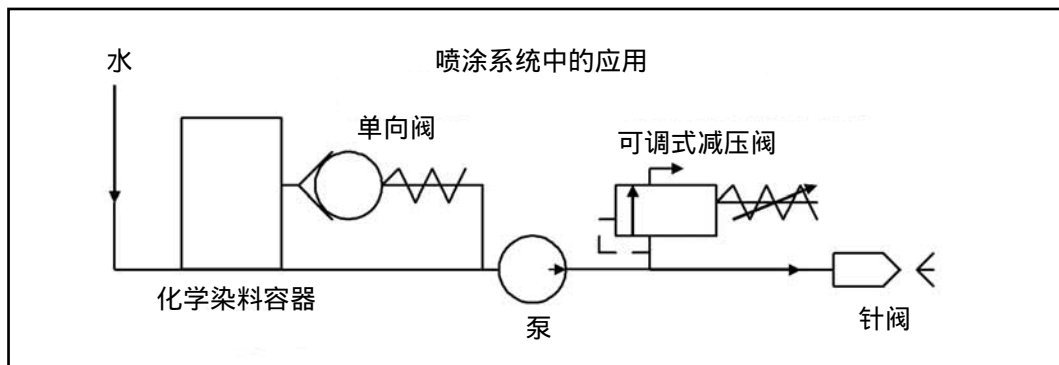 水
喷涂系统中的应用
单向阀
可调式减压阀
化学染料容器
泵
针阀